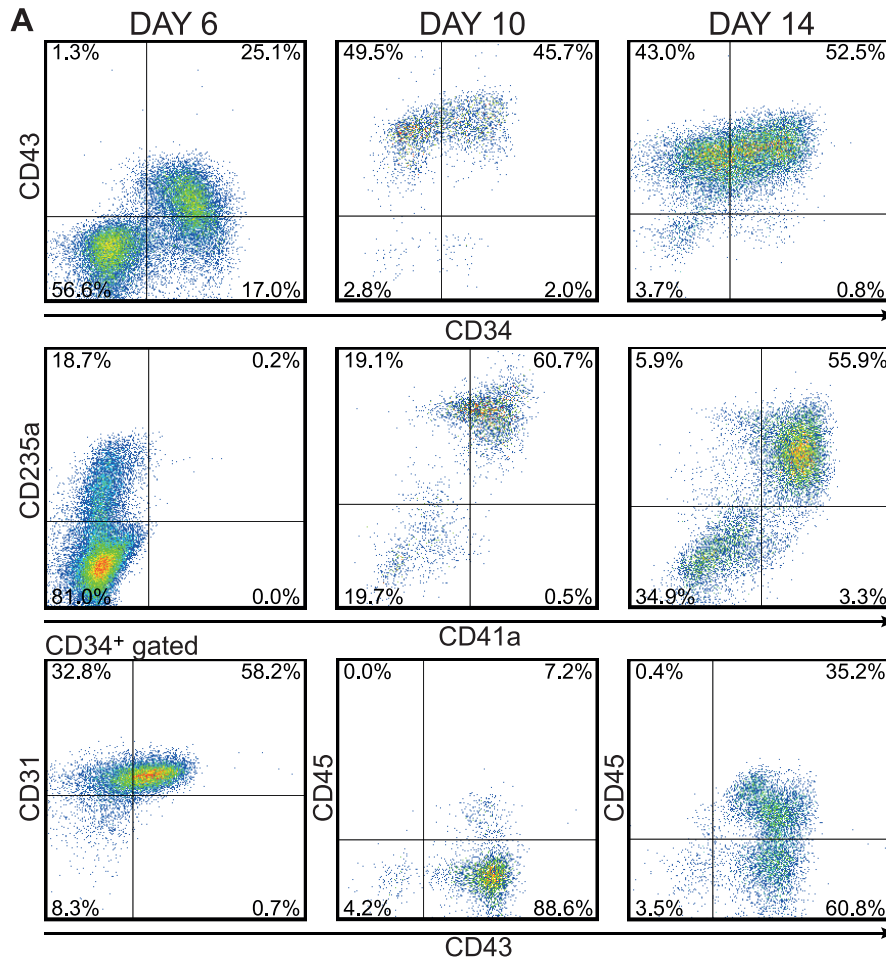 A
DAY 6 DAY 10 DAY 14
1.3% 25.1% 49.5% 45.7% 43.0% 52.5%
CD43
56.6% 17.0% 2.8% 2.0% 3.7% 0.8%
CD34
18.7% 0.2% 19.1% 60.7% 5.9% 55.9%
CD235a
81.0% 0.0% 19.7% 0.5% 34.9% 3.3%
CD41a
CD34+ gated
32.8% 58.2% 0.0% 7.2% 0.4% 35.2%
CD31 CD45 CD45
8.3% 0.7% 4.2% 88.6% 3.5% 60.8%
CD43